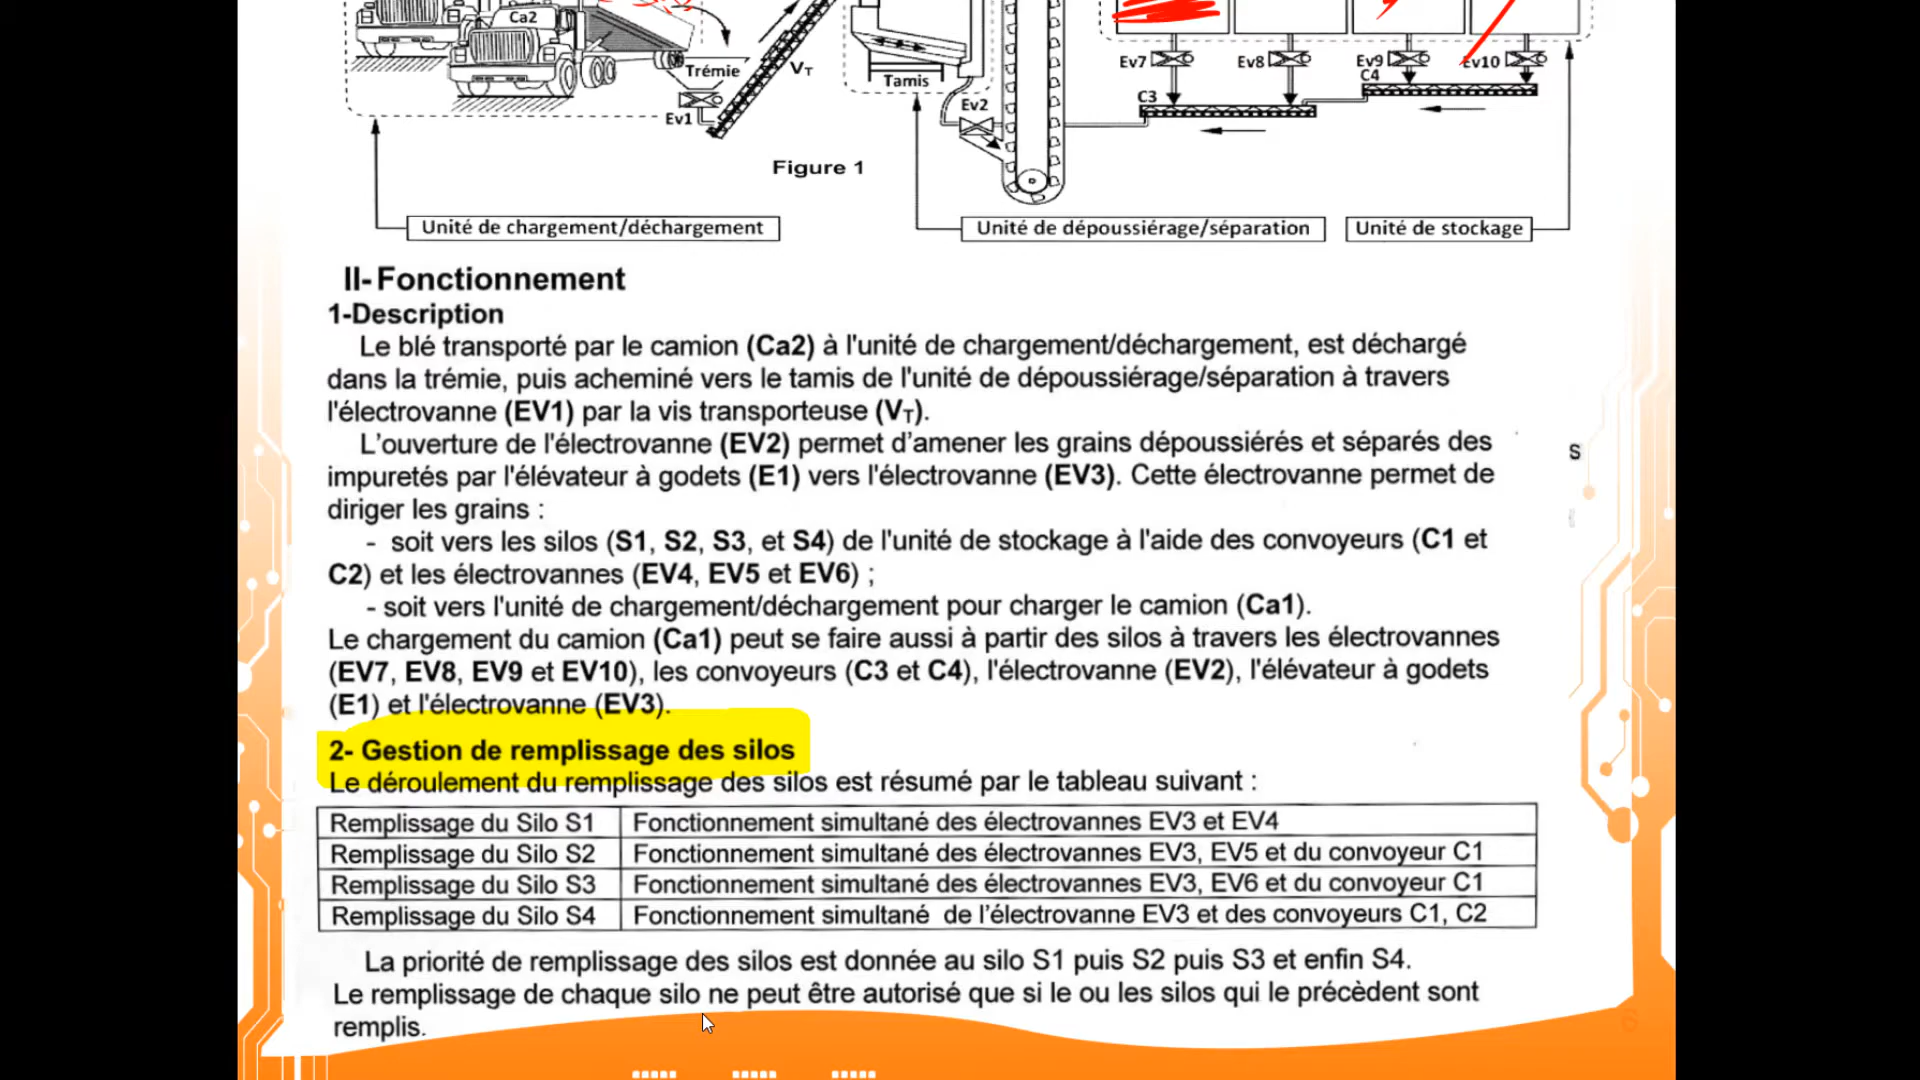 Ca2
Trémie
VT
Ev1
Tamis
Ev2
Ev7
Ev8
Ev9
Ev10
C4
C3
Figure 1
Unité de chargement/déchargement
Unité de dépoussiérage/séparation
Unité de stockage
II- Fonctionnement
1-Description
Le blé transporté par le camion (Ca2) à l'unité de chargement/déchargement, est déchargé
dans la trémie, puis acheminé vers le tamis de l'unité de dépoussiérage/séparation à travers
l'électrovanne (EV1) par la vis transporteuse (VT).
L'ouverture de l'électrovanne (EV2) permet d'amener les grains dépoussiérés et séparés des
impuretés par l'élévateur à godets (E1) vers l'électrovanne (EV3). Cette électrovanne permet de
diriger les grains :
- soit vers les silos (S1, S2, S3, et S4) de l'unité de stockage à l'aide des convoyeurs (C1 et
C2) et les électrovannes (EV4, EV5 et EV6) ;
- soit vers l'unité de chargement/déchargement pour charger le camion (Ca1).
Le chargement du camion (Ca1) peut se faire aussi à partir des silos à travers les électrovannes
(EV7, EV8, EV9 et EV10), les convoyeurs (C3 et C4), l'électrovanne (EV2), l'élévateur à godets
(E1) et l'électrovanne (EV3).
S
2- Gestion de remplissage des silos
Le déroulement du remplissage des silos est résumé par le tableau suivant :
Remplissage du Silo S1 Fonctionnement simultané des électrovannes EV3 et EV4
Remplissage du Silo S2 Fonctionnement simultané des électrovannes EV3, EV5 et du convoyeur C1
Remplissage du Silo S3 Fonctionnement simultané des électrovannes EV3, EV6 et du convoyeur C1
Remplissage du Silo S4 Fonctionnement simultané de l'électrovanne EV3 et des convoyeurs C1, C2
La priorité de remplissage des silos est donnée au silo S1 puis S2 puis S3 et enfin S4.
Le remplissage de chaque silo ne peut être autorisé que si le ou les silos qui le précèdent sont
remplis.
6